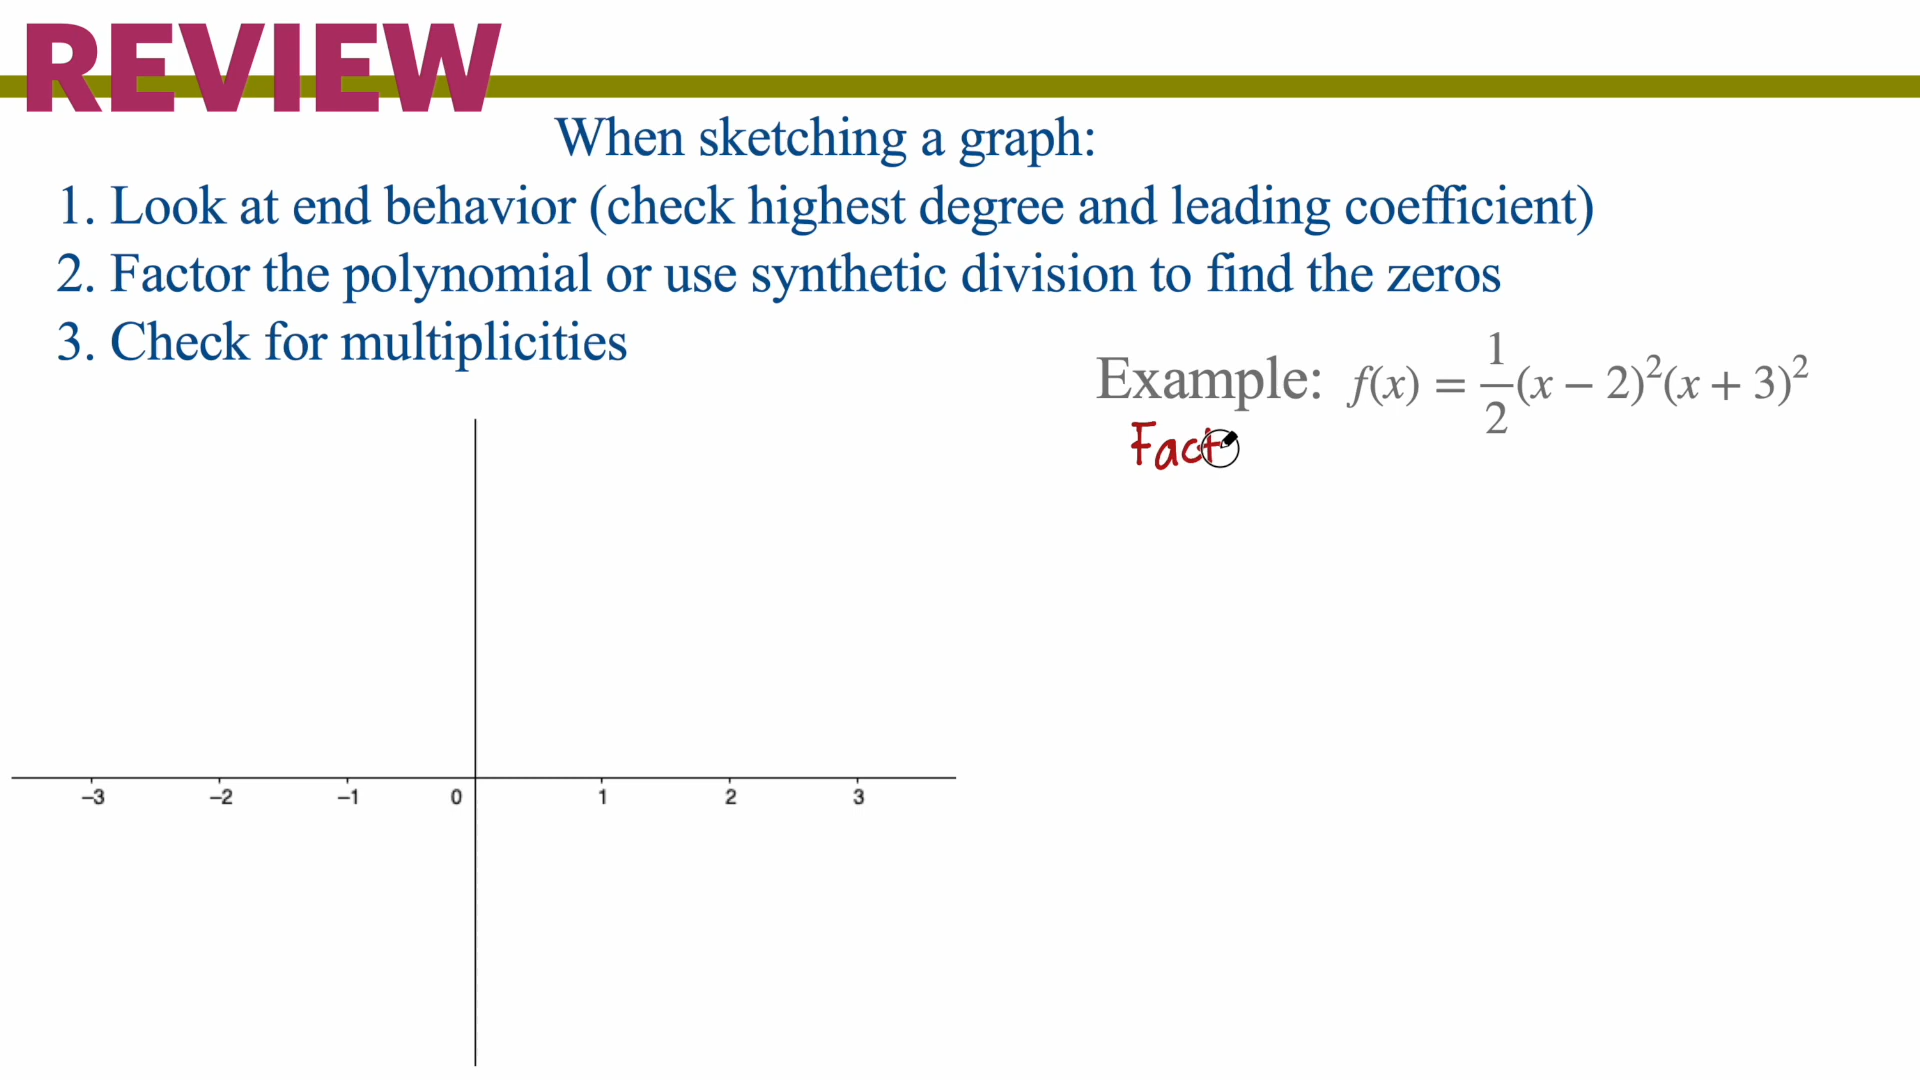 REVIEW
When sketching a graph:
1. Look at end behavior (check highest degree and leading coefficient)
2. Factor the polynomial or use synthetic division to find the zeros
3. Check for multiplicities
Example: f(x) = 1/2(x − 2)²(x + 3)²
Fact
−3 −2 −1 0 1 2 3